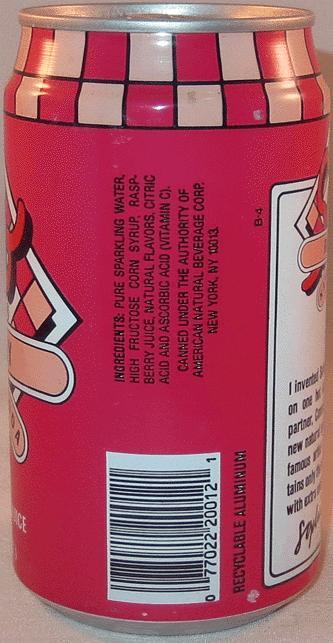 INGREDIENTS: PURE SPARKLING WATER,
HIGH FRUCTOSE CORN SYRUP, RASP-
BERRY JUICE, NATURAL FLAVORS, CITRIC
ACID AND ASCORBIC ACID (VITAMIN C).
CANNED UNDER THE AUTHORITY OF
AMERICAN NATURAL BEVERAGE CORP.
NEW YORK, NY 10013.
B-4
0 77022 20012 1
RECYCLABLE ALUMINUM
I invented
on one
partner,
new natural
famous
tains only
with extra